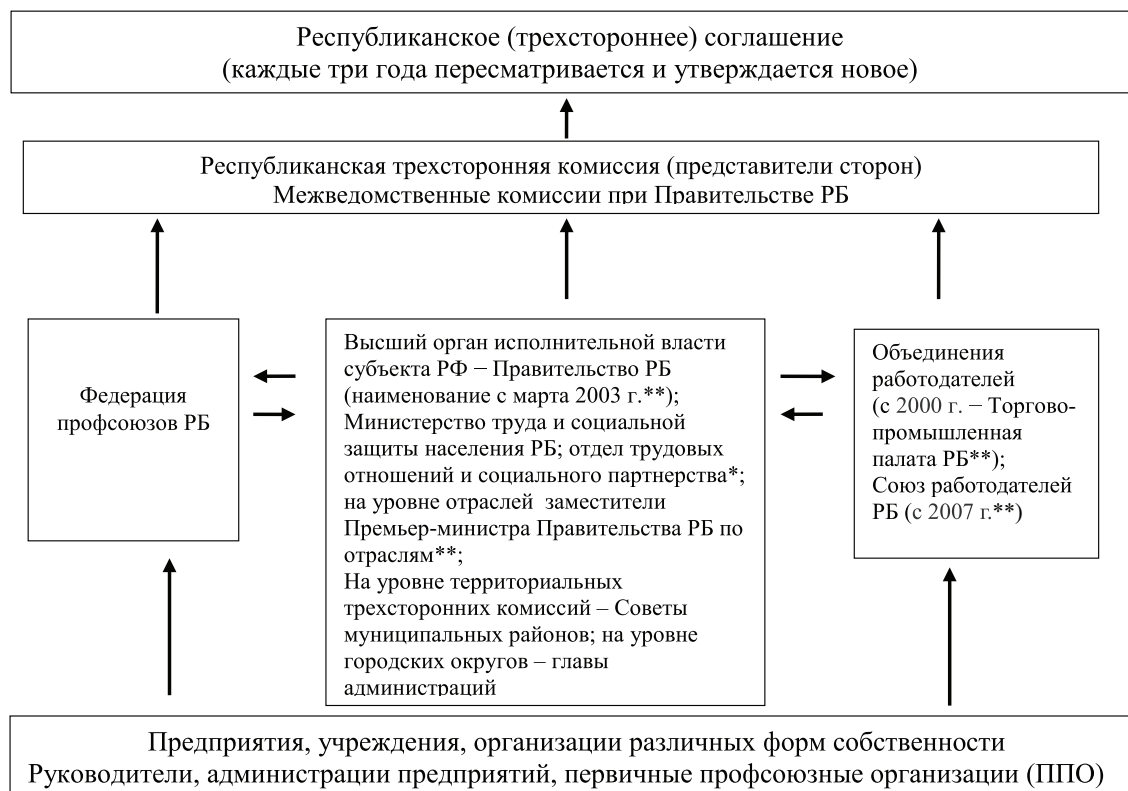 Республиканское (трехстороннее) соглашение
(каждые три года пересматривается и утверждается новое)
Республиканская трехсторонняя комиссия (представители сторон)
Межведомственные комиссии при Правительстве РБ
Федерация
профсоюзов РБ
Высший орган исполнительной власти
субъекта РФ – Правительство РБ
(наименование с марта 2003 г.**);
Министерство труда и социальной
защиты населения РБ; отдел трудовых
отношений и социального партнерства*;
на уровне отраслей заместители
Премьер-министра Правительства РБ по
отраслям**;
На уровне территориальных
трехсторонних комиссий – Советы
муниципальных районов; на уровне
городских округов – главы
администраций
Объединения
работодателей
(с 2000 г. – Торгово-
промышленная
палата РБ**);
Союз работодателей
РБ (с 2007 г.**)
Предприятия, учреждения, организации различных форм собственности
Руководители, администрации предприятий, первичные профсоюзные организации (ППО)